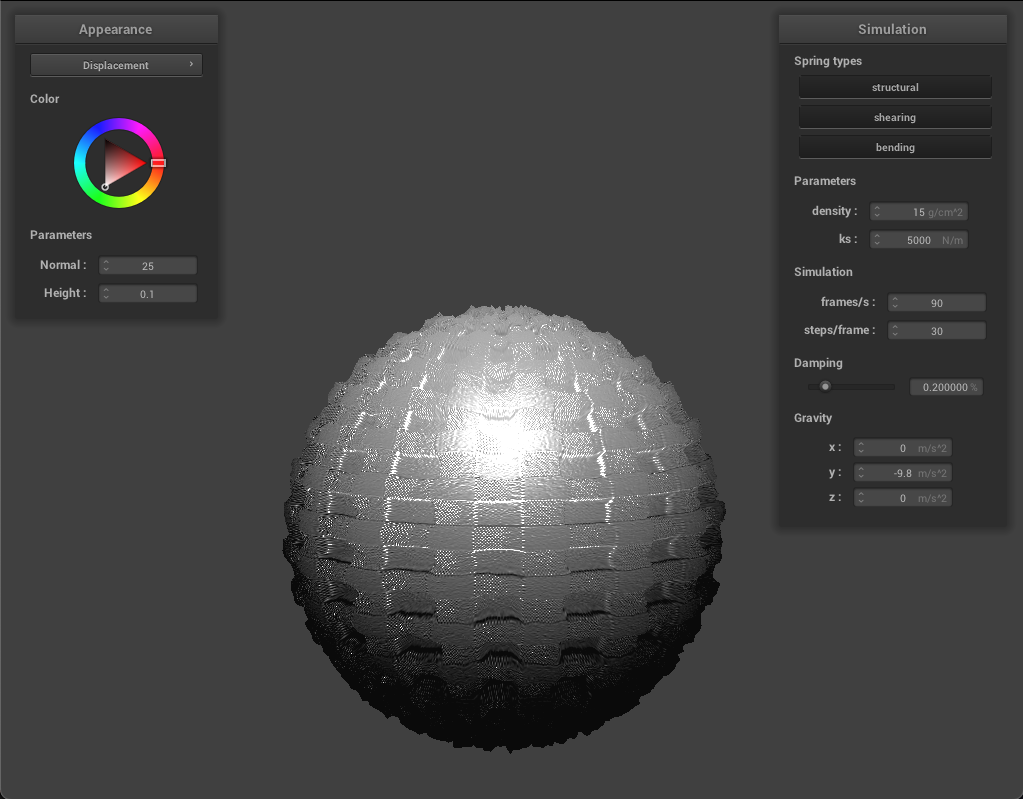 Appearance
Displacement ›
Color
Parameters
Normal : 25
Height : 0.1
Simulation
Spring types
structural
shearing
bending
Parameters
density : 15 g/cm^2
ks : 5000 N/m
Simulation
frames/s : 90
steps/frame : 30
Damping
0.200000 %
Gravity
x : 0 m/s^2
y : -9.8 m/s^2
z : 0 m/s^2